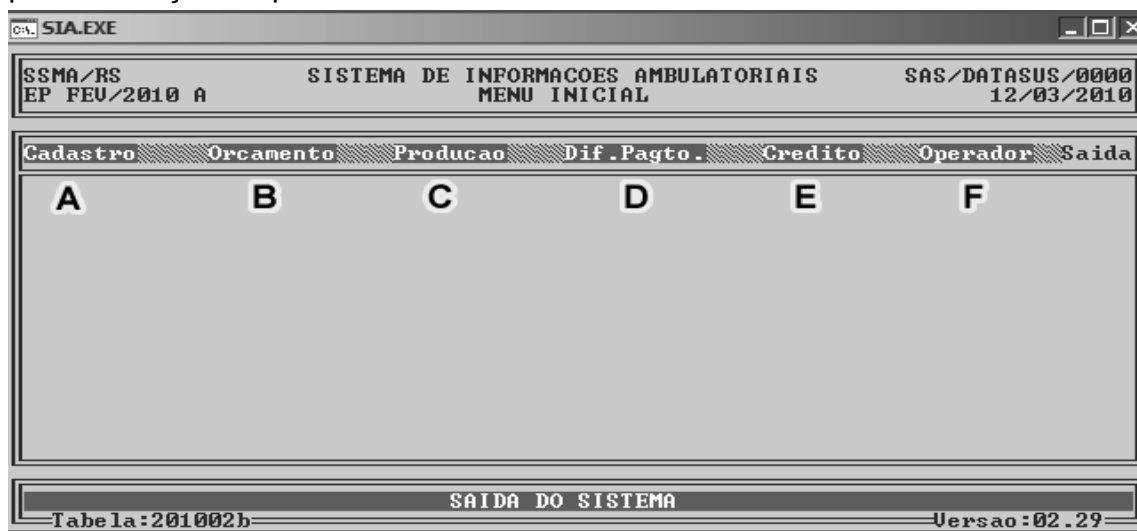 SIA.EXE
SSMA/RS SISTEMA DE INFORMACOES AMBULATORIAIS SAS/DATASUS/0000
EP FEV/2010 A MENU INICIAL 12/03/2010
Cadastro Orcamento Producao Dif.Pagto. Credito Operador Saida
A B C D E F
SAIDA DO SISTEMA
Tabela:201002b Versao:02.29